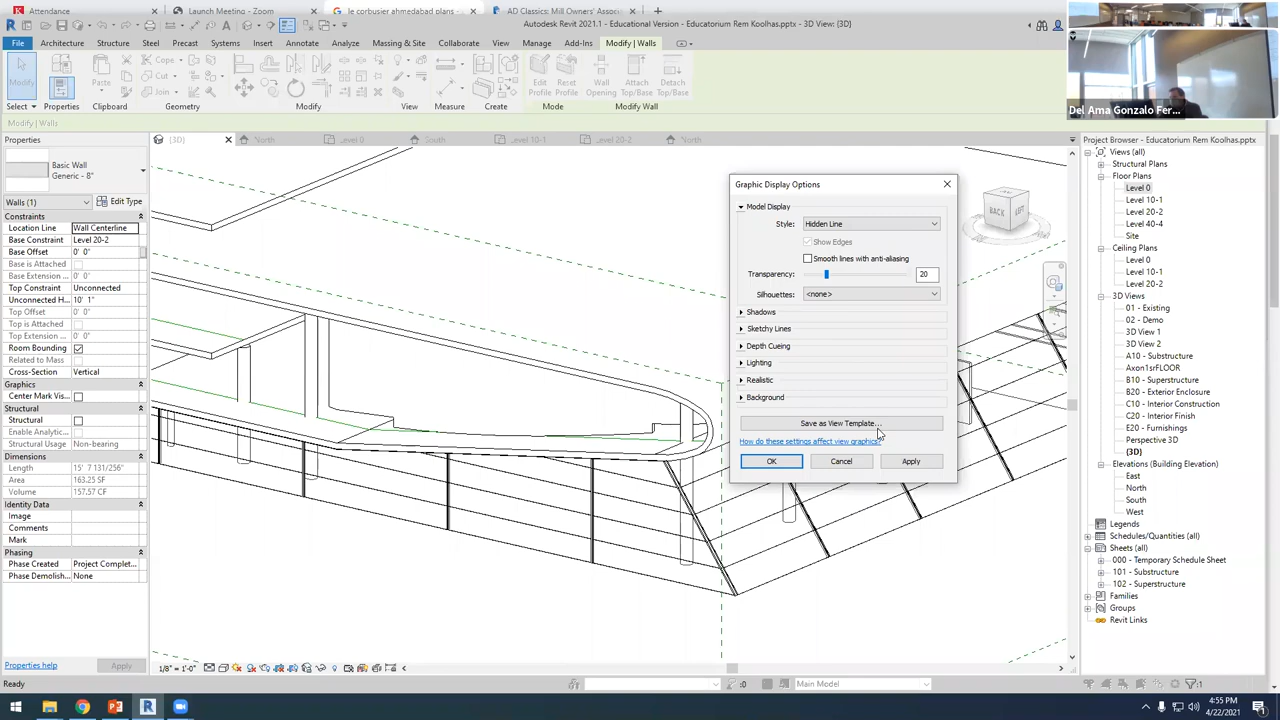 Attendance
Launch Meeting - Zoom
le corbusier ahmedabad plans -
AD Classics: Mill Owners' Associa
Autodesk Revit 2021.1 - Educational Version - Educatorium Rem Koolhas - 3D View: {3D}
File
Architecture
Structure
Steel
Precast
Systems
Insert
Annotate
Analyze
Massing & Site
Collaborate
View
Manage
Add-Ins
Modify | Walls
Modify
Properties
Paste
Cope
Cut
Join
Edit
Profile
Reset
Profile
Wall
Opening
Attach
Top/Base
Detach
Top/Base
Select
Properties
Clipboard
Geometry
Modify
View
Measure
Create
Mode
Modify Wall
Del Ama Gonzalo Fer...
Modify | Walls
Properties
{3D}
North
Level 0
South
Level 10-1
Level 20-2
North
Basic Wall
Generic - 8"
Walls (1)
Edit Type
Constraints
Location Line Wall Centerline
Base Constraint Level 20-2
Base Offset 0' 0"
Base is Attached
Base Extension ... 0' 0"
Top Constraint Unconnected
Unconnected H... 10' 1"
Top Offset 0' 0"
Top is Attached
Top Extension ... 0' 0"
Room Bounding
Related to Mass
Cross-Section Vertical
Graphics
Center Mark Vis...
Structural
Structural
Enable Analytic...
Structural Usage Non-bearing
Dimensions
Length 15' 7 131/256"
Area 163.25 SF
Volume 157.57 CF
Identity Data
Image
Comments
Mark
Phasing
Phase Created Project Complet...
Phase Demolish... None
Properties help
Apply
Graphic Display Options
Model Display
Style: Hidden Line
Show Edges
Smooth lines with anti-aliasing
Transparency: 20
Silhouettes: <none>
Shadows
Sketchy Lines
Depth Cueing
Lighting
Realistic
Background
Save as View Template...
How do these settings affect view graphics?
OK
Cancel
Apply
BACK
LEFT
Project Browser - Educatorium Rem Koolhas.pptx
Views (all)
Structural Plans
Floor Plans
Level 0
Level 10-1
Level 20-2
Level 40-4
Site
Ceiling Plans
Level 0
Level 10-1
Level 20-2
3D Views
01 - Existing
02 - Demo
3D View 1
3D View 2
A10 - Substructure
Axon1srFLOOR
B10 - Superstructure
B20 - Exterior Enclosure
C10 - Interior Construction
C20 - Interior Finish
E20 - Furnishings
Perspective 3D
{3D}
Elevations (Building Elevation)
East
North
South
West
Legends
Schedules/Quantities (all)
Sheets (all)
000 - Temporary Schedule Sheet
101 - Substructure
102 - Superstructure
Families
Groups
Revit Links
1/8" = 1'-0"
Ready
:0
Main Model
:1
4:55 PM
4/22/2021